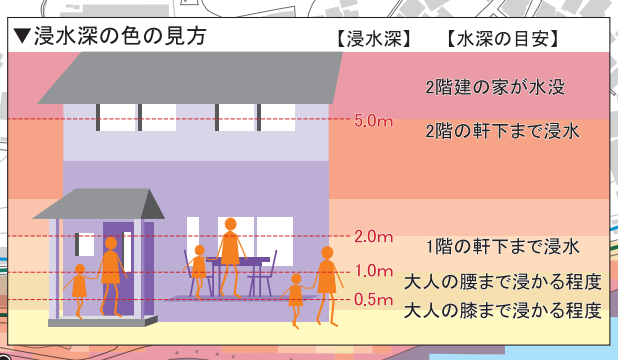 ▼浸水深の色の見方
【浸水深】 【水深の目安】
2階建の家が水没
5.0m
2階の軒下まで浸水
2.0m
1階の軒下まで浸水
1.0m
大人の腰まで浸かる程度
0.5m
大人の膝まで浸かる程度